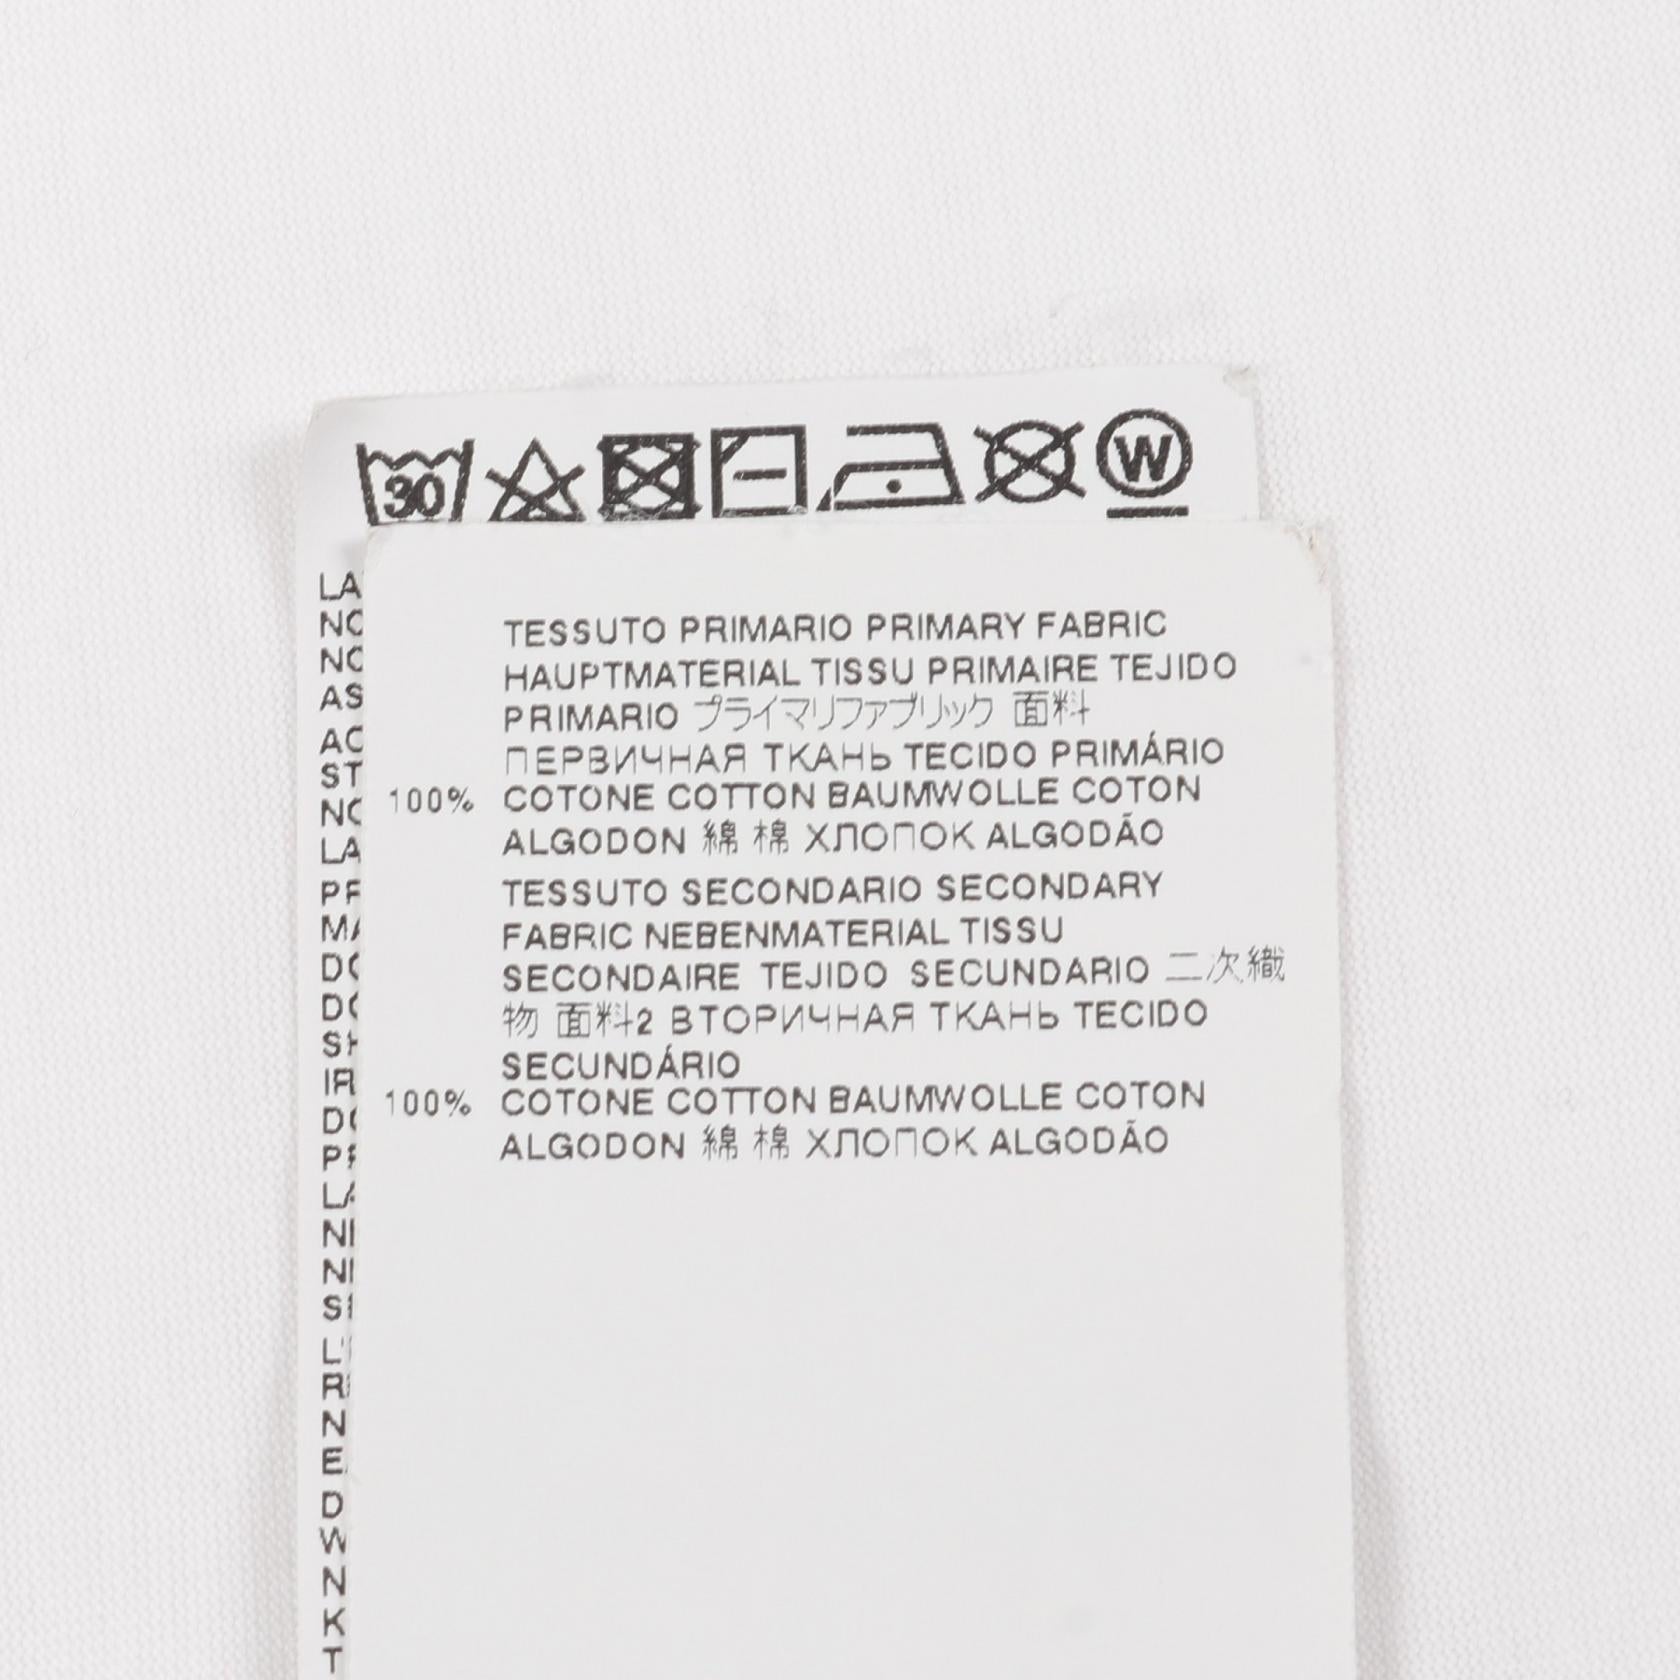 30
W
TESSUTO PRIMARIO PRIMARY FABRIC
HAUPTMATERIAL TISSU PRIMAIRE TEJIDO
PRIMARIO プライマリファブリック 面料
ПЕРВИЧНАЯ ТКАНЬ TECIDO PRIMÁRIO
100% COTONE COTTON BAUMWOLLE COTON
ALGODON 綿 棉 ХЛОПОК ALGODÃO
TESSUTO SECONDARIO SECONDARY
FABRIC NEBENMATERIAL TISSU
SECONDAIRE TEJIDO SECUNDARIO 二次織
物 面料2 ВТОРИЧНАЯ ТКАНЬ TECIDO
SECUNDÁRIO
100% COTONE COTTON BAUMWOLLE COTON
ALGODON 綿 棉 ХЛОПОК ALGODÃO